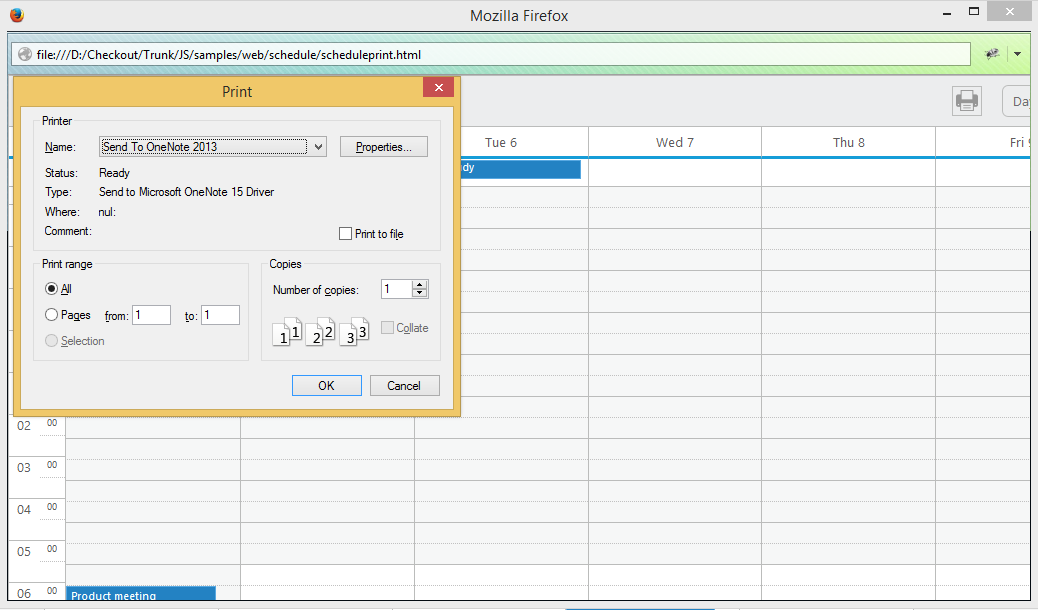 Mozilla Firefox
file:///D:/Checkout/Trunk/JS/samples/web/schedule/scheduleprint.html
Print
Printer
Name: Send To OneNote 2013 Properties...
Status: Ready
Type: Send to Microsoft OneNote 15 Driver
Where: nul:
Comment:
Print to file
Print range
All
Pages from: 1 to: 1
Selection
Copies
Number of copies: 1
1 1 2 2 3 3 Collate
OK Cancel
Tue 6 Wed 7 Thu 8 Fri
02 00
03 00
04 00
05 00
06 00
Product meeting